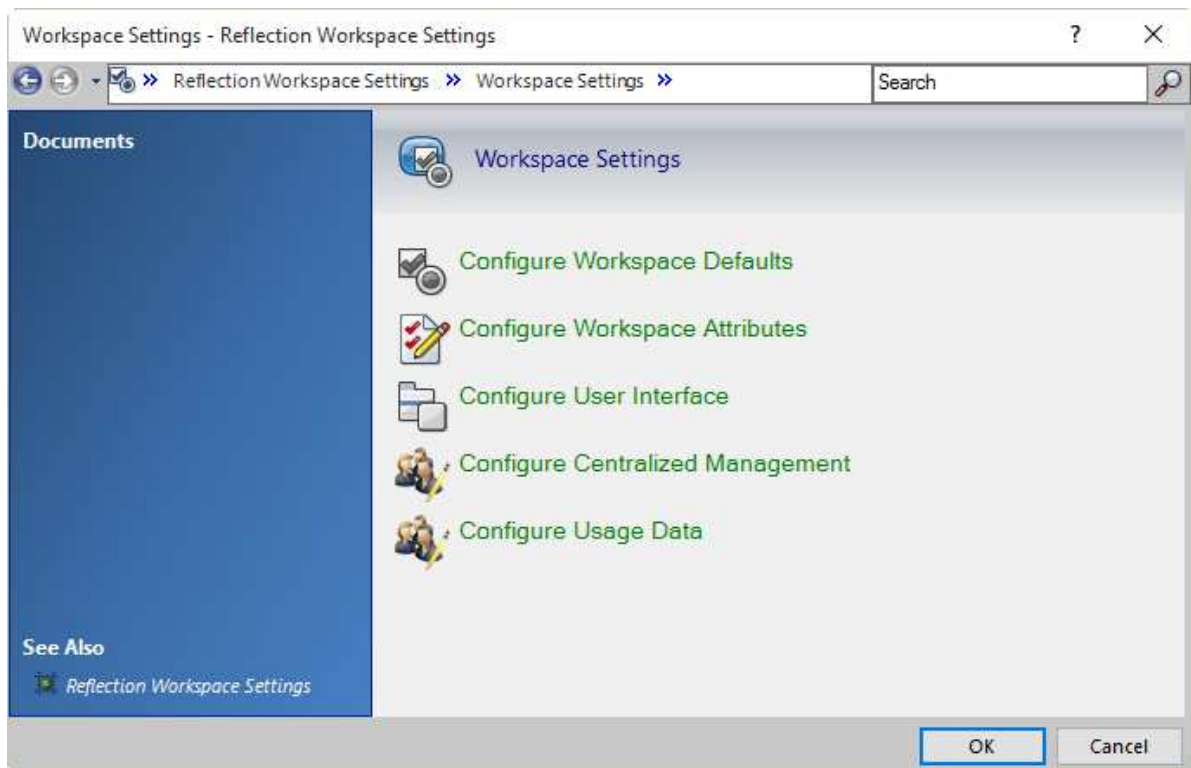 Workspace Settings - Reflection Workspace Settings ?
» Reflection Workspace Settings » Workspace Settings » Search
Documents
Workspace Settings
Configure Workspace Defaults
Configure Workspace Attributes
Configure User Interface
Configure Centralized Management
Configure Usage Data
See Also
Reflection Workspace Settings
OK Cancel